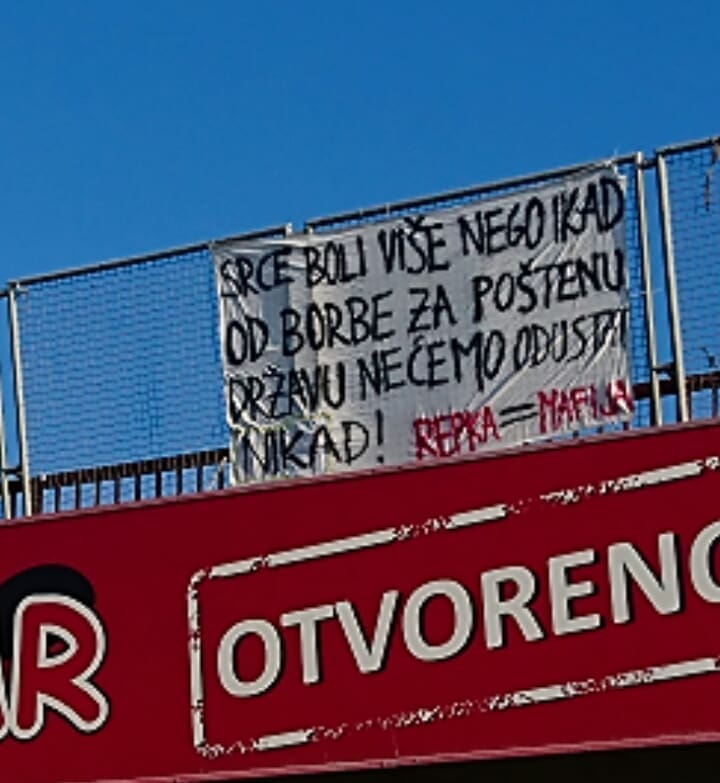 SRCE BOLI VIŠE NEGO IKAD
OD BORBE ZA POŠTENU
DRŽAVU NEĆEMO ODUSTATI
NIKAD! REPKA=MAFIJA
R OTVORENO